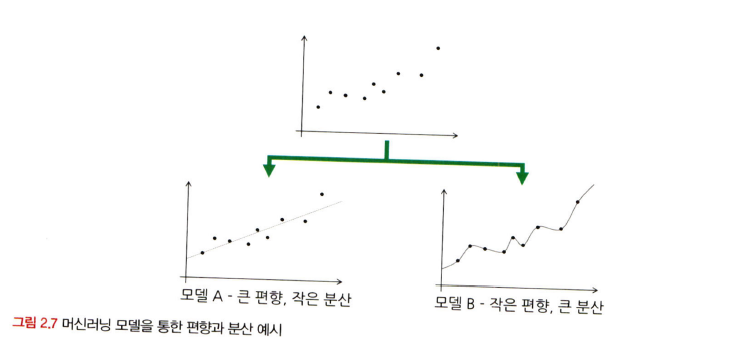 모델 A - 큰 편향, 작은 분산
모델 B - 작은 편향, 큰 분산
그림 2.7 머신러닝 모델을 통한 편향과 분산 예시